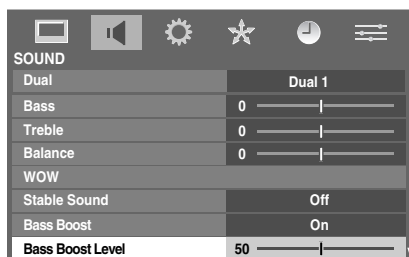 SOUND
Dual Dual 1
Bass 0
Treble 0
Balance 0
WOW
Stable Sound Off
Bass Boost On
Bass Boost Level 50